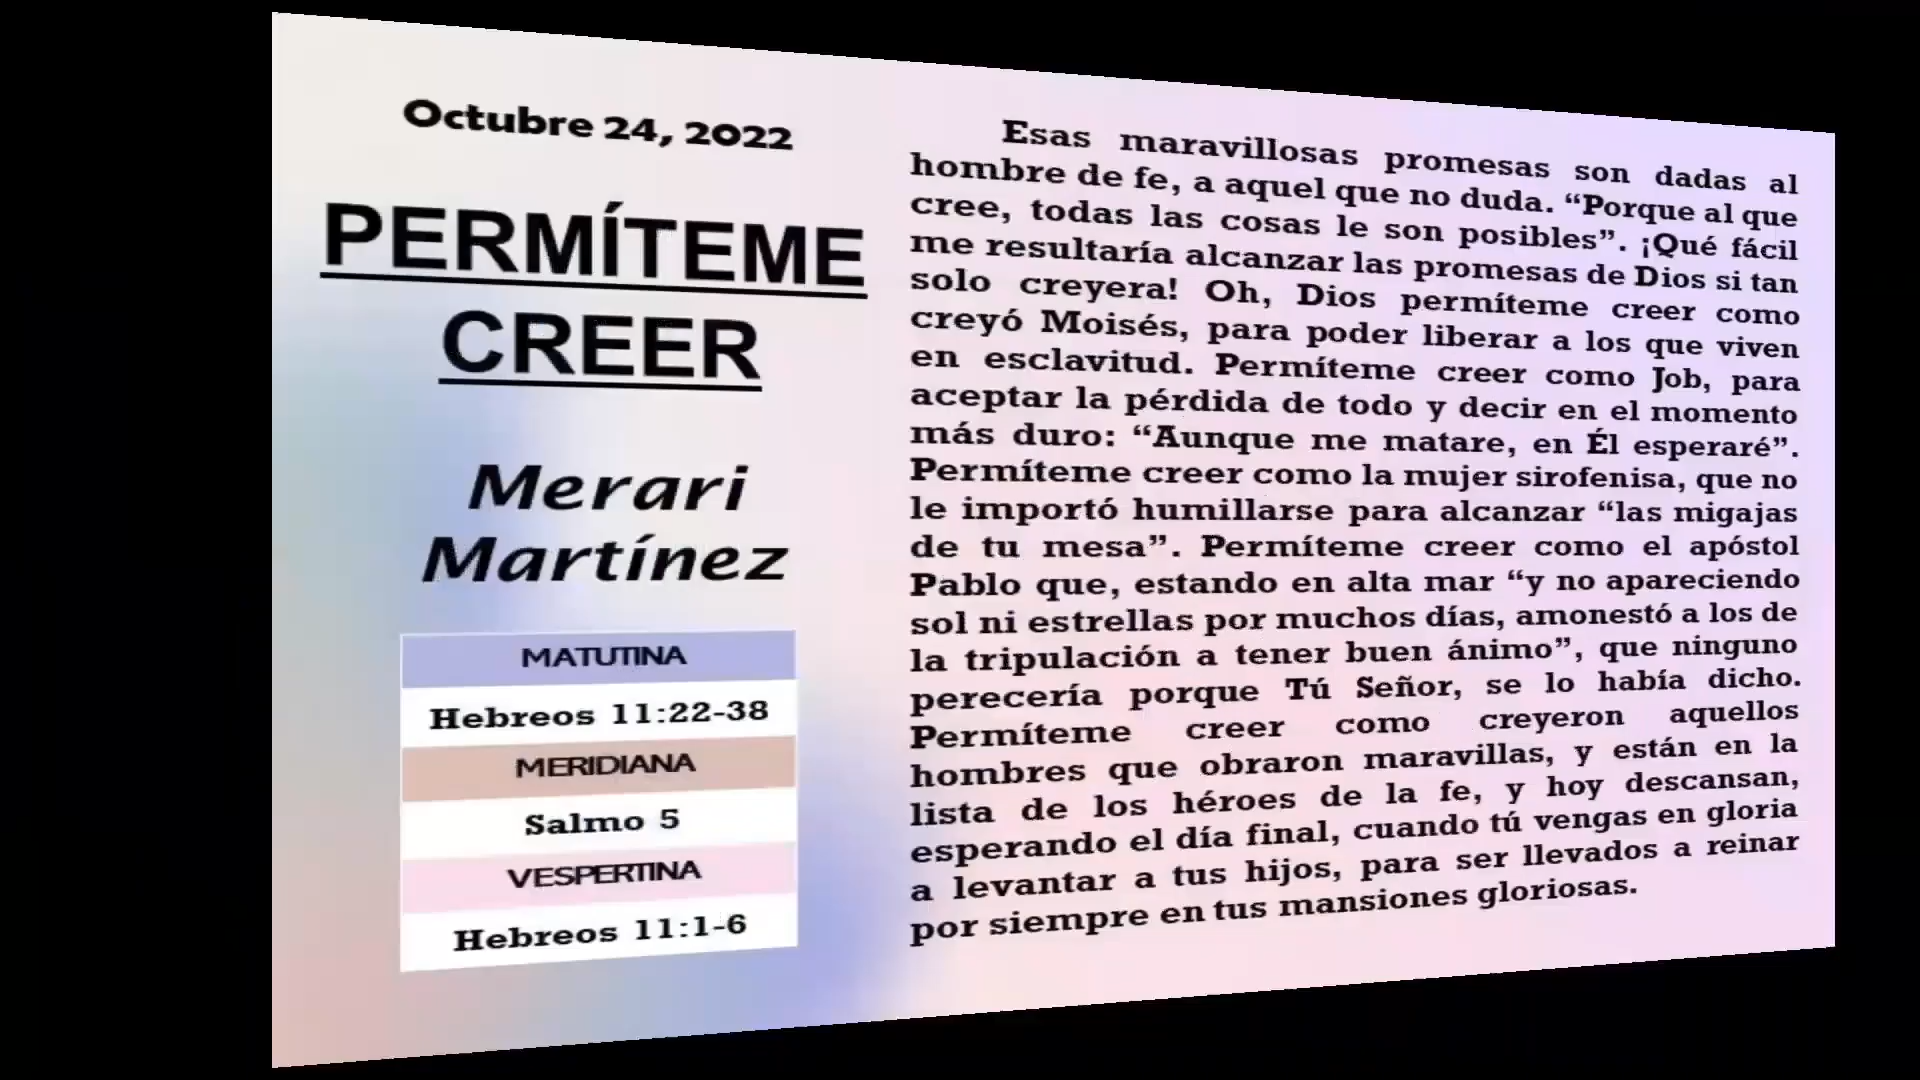 Octubre 24, 2022
PERMÍTEME
CREER
Merari
Martínez
MATUTINA
Hebreos 11:22-38
MERIDIANA
Salmo 5
VESPERTINA
Hebreos 11:1-6
Esas maravillosas promesas son dadas al
hombre de fe, a aquel que no duda. “Porque al que
cree, todas las cosas le son posibles”. ¡Qué fácil
me resultaría alcanzar las promesas de Dios si tan
solo creyera! Oh, Dios permíteme creer como
creyó Moisés, para poder liberar a los que viven
en esclavitud. Permíteme creer como Job, para
aceptar la pérdida de todo y decir en el momento
más duro: “Aunque me matare, en Él esperaré”.
Permíteme creer como la mujer sirofenisa, que no
le importó humillarse para alcanzar “las migajas
de tu mesa”. Permíteme creer como el apóstol
Pablo que, estando en alta mar “y no apareciendo
sol ni estrellas por muchos días, amonestó a los de
la tripulación a tener buen ánimo”, que ninguno
perecería porque Tú Señor, se lo había dicho.
Permíteme creer como creyeron aquellos
hombres que obraron maravillas, y están en la
lista de los héroes de la fe, y hoy descansan,
esperando el día final, cuando tú vengas en gloria
a levantar a tus hijos, para ser llevados a reinar
por siempre en tus mansiones gloriosas.